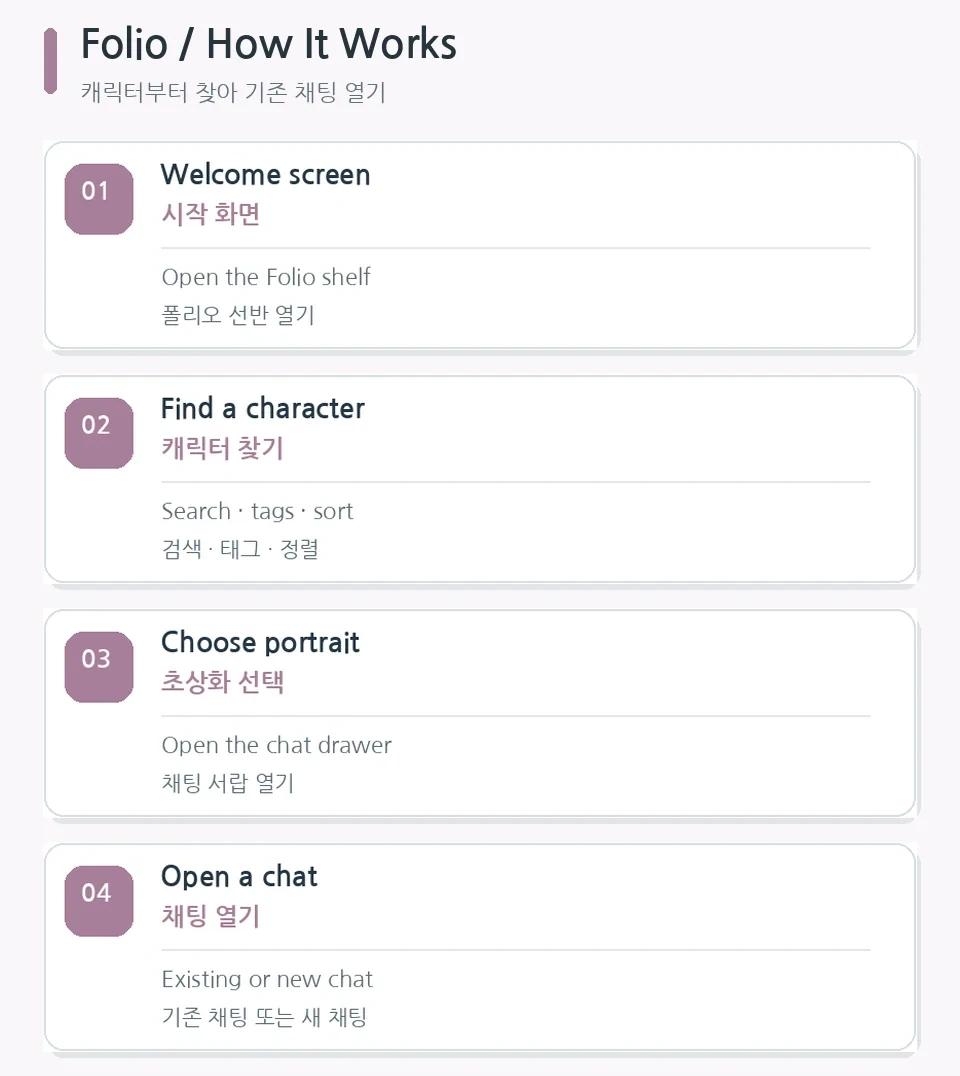 Folio / How It Works
캐릭터부터 찾아 기존 채팅 열기
01
Welcome screen
시작 화면
Open the Folio shelf
폴리오 선반 열기
02
Find a character
캐릭터 찾기
Search · tags · sort
검색 · 태그 · 정렬
03
Choose portrait
초상화 선택
Open the chat drawer
채팅 서랍 열기
04
Open a chat
채팅 열기
Existing or new chat
기존 채팅 또는 새 채팅